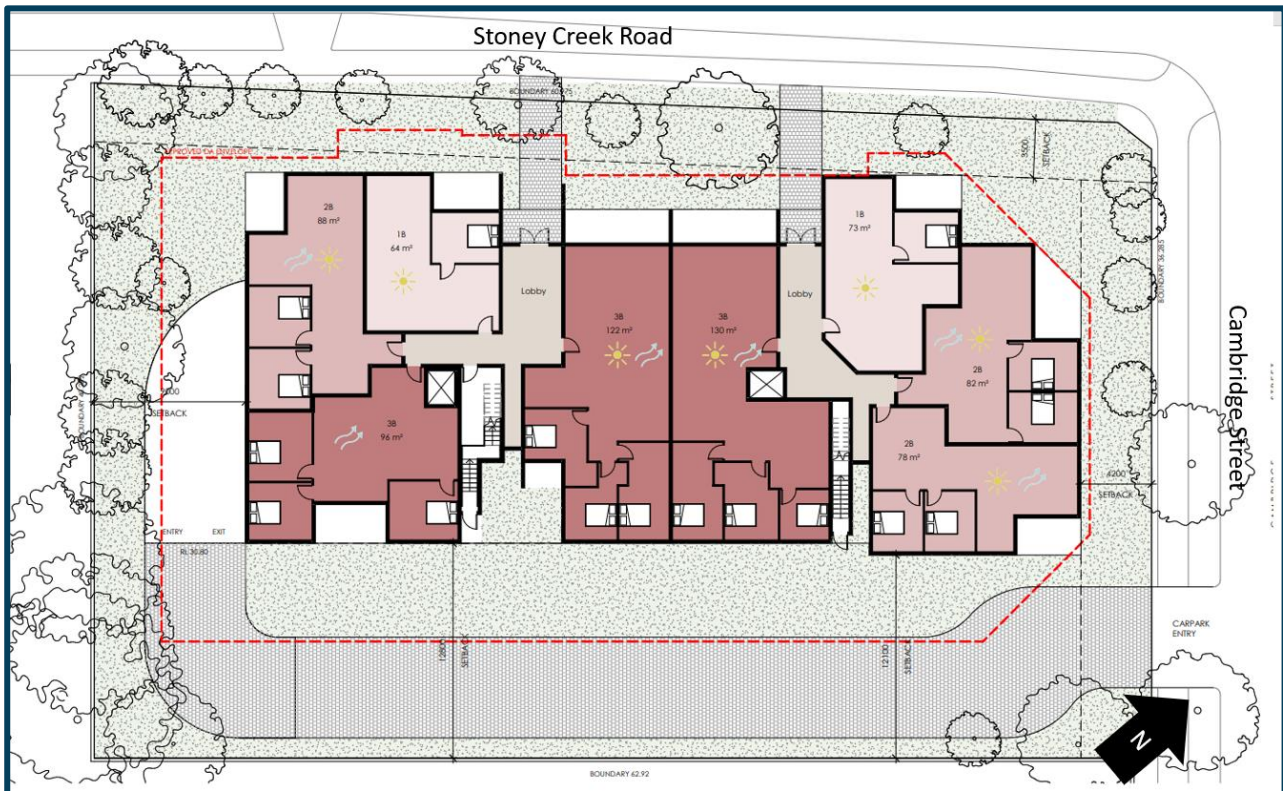 Stoney Creek Road
BOUNDARY 60.975
APPROVED DA ENVELOPE
3500
SETBACK
2B
88 m²
1B
64 m²
1B
73 m²
BOUNDARY 36.285
Lobby
Lobby
3B
122 m²
3B
130 m²
Cambridge Street
2B
82 m²
SETBACK
3B
96 m²
2B
78 m²
SETBACK
ENTRY
EXIT
RL 30.80
CARPARK
ENTRY
12800
SETBACK
12100
SETBACK
N
BOUNDARY 62.92